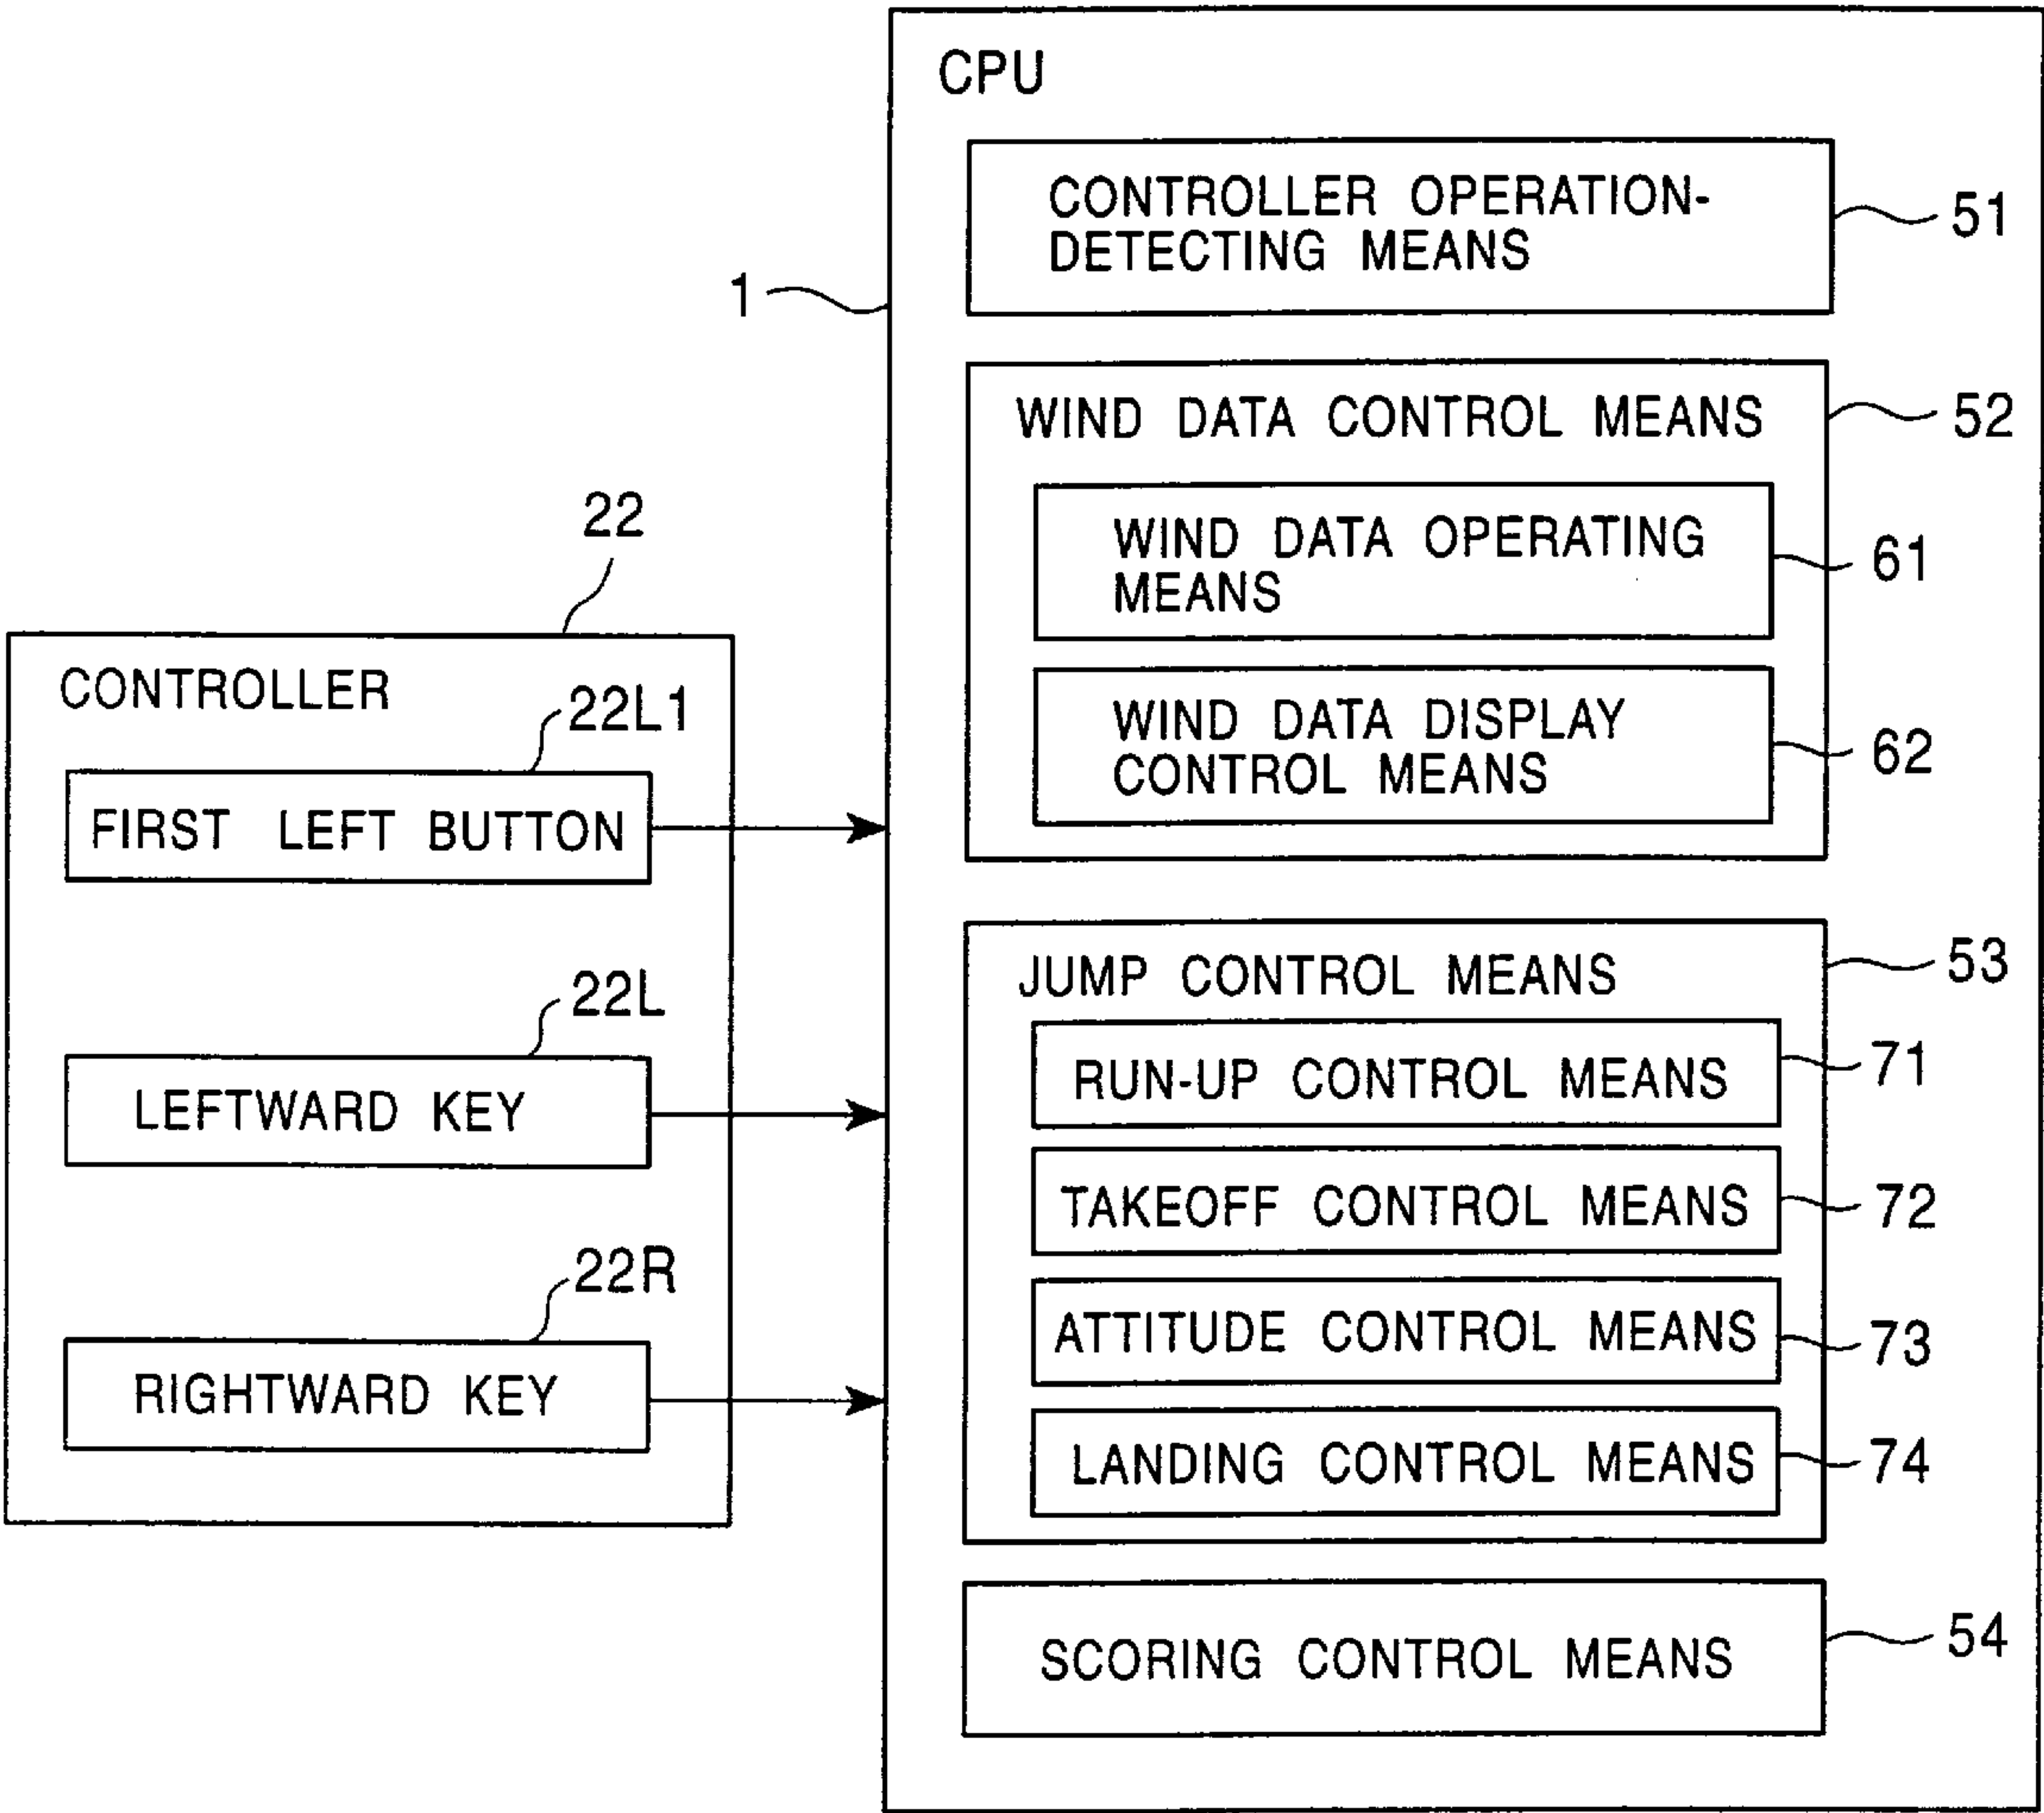 CPU
CONTROLLER OPERATION-
DETECTING MEANS
51
1
WIND DATA CONTROL MEANS
52
WIND DATA OPERATING
MEANS
61
WIND DATA DISPLAY
CONTROL MEANS
62
22
CONTROLLER
22L1
FIRST LEFT BUTTON
22L
LEFTWARD KEY
22R
RIGHTWARD KEY
JUMP CONTROL MEANS
53
RUN-UP CONTROL MEANS
71
TAKEOFF CONTROL MEANS
72
ATTITUDE CONTROL MEANS
73
LANDING CONTROL MEANS
74
SCORING CONTROL MEANS
54